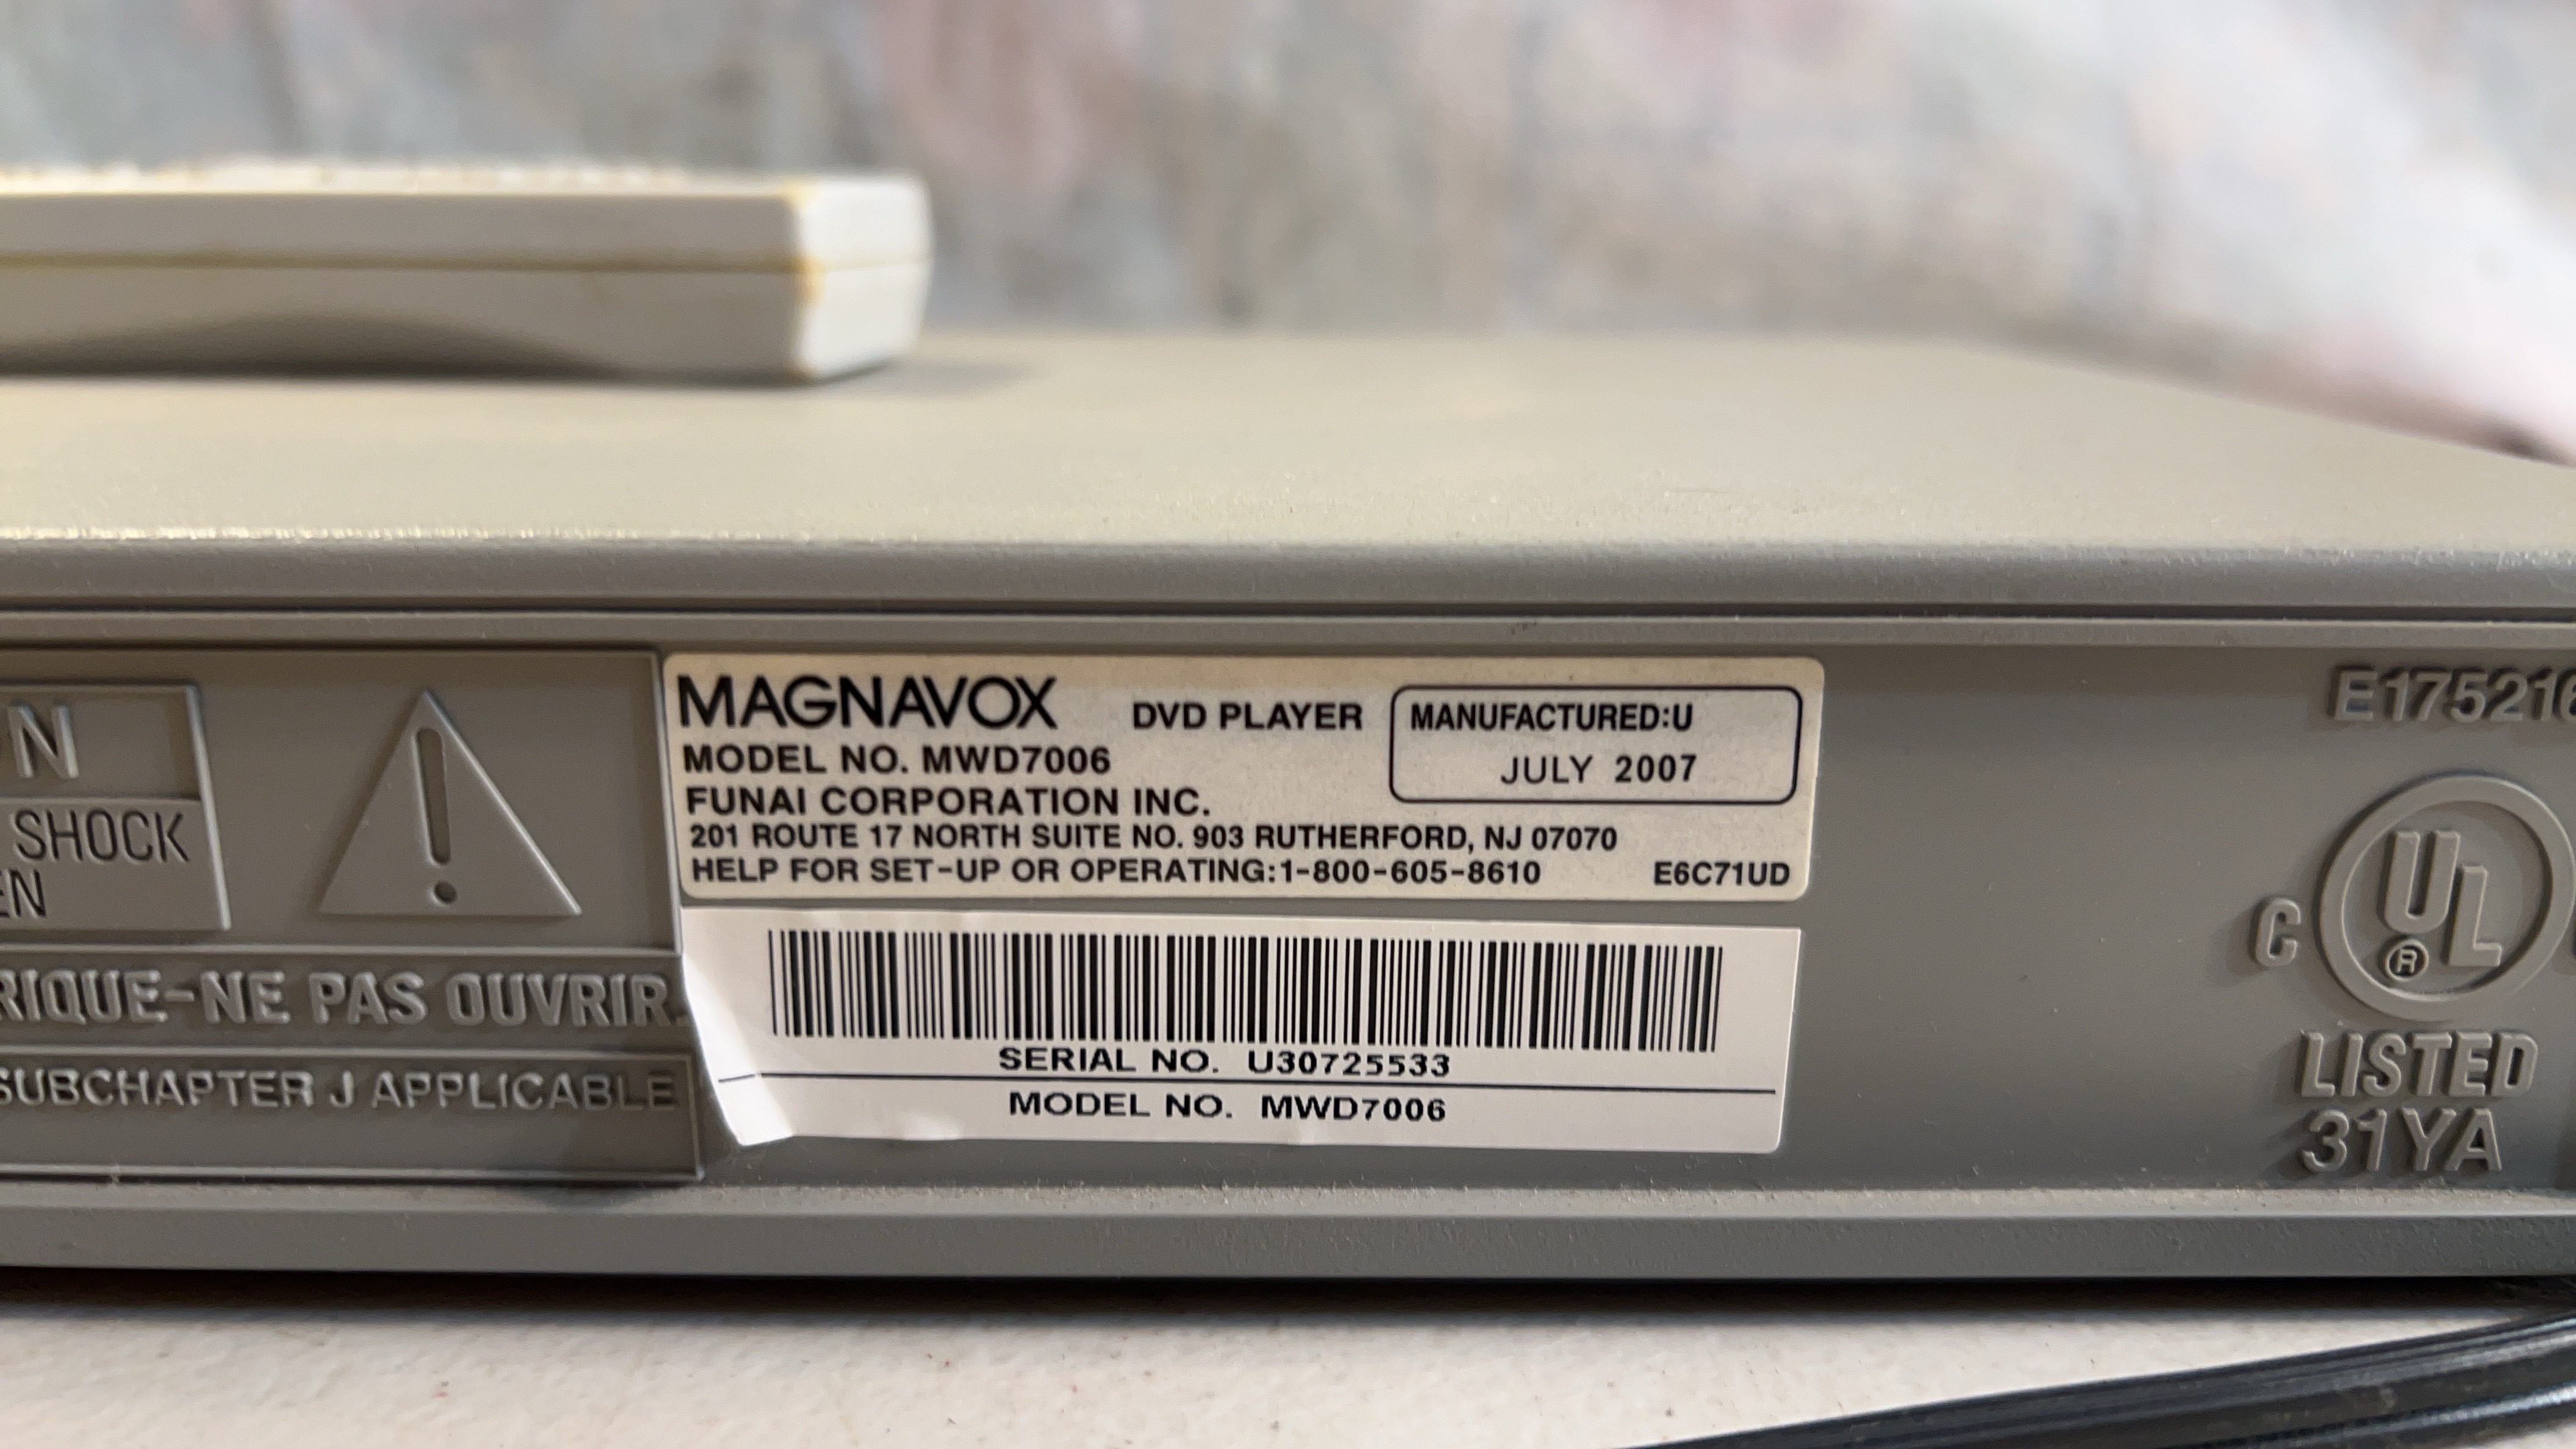 N
SHOCK
EN
RIQUE-NE PAS OUVRIR.
SUBCHAPTER J APPLICABLE
MAGNAVOX DVD PLAYER
MANUFACTURED:U
JULY 2007
MODEL NO. MWD7006
FUNAI CORPORATION INC.
201 ROUTE 17 NORTH SUITE NO. 903 RUTHERFORD, NJ 07070
HELP FOR SET-UP OR OPERATING:1-800-605-8610 E6C71UD
SERIAL NO. U30725533
MODEL NO. MWD7006
E175216
C UL ®
LISTED
31YA